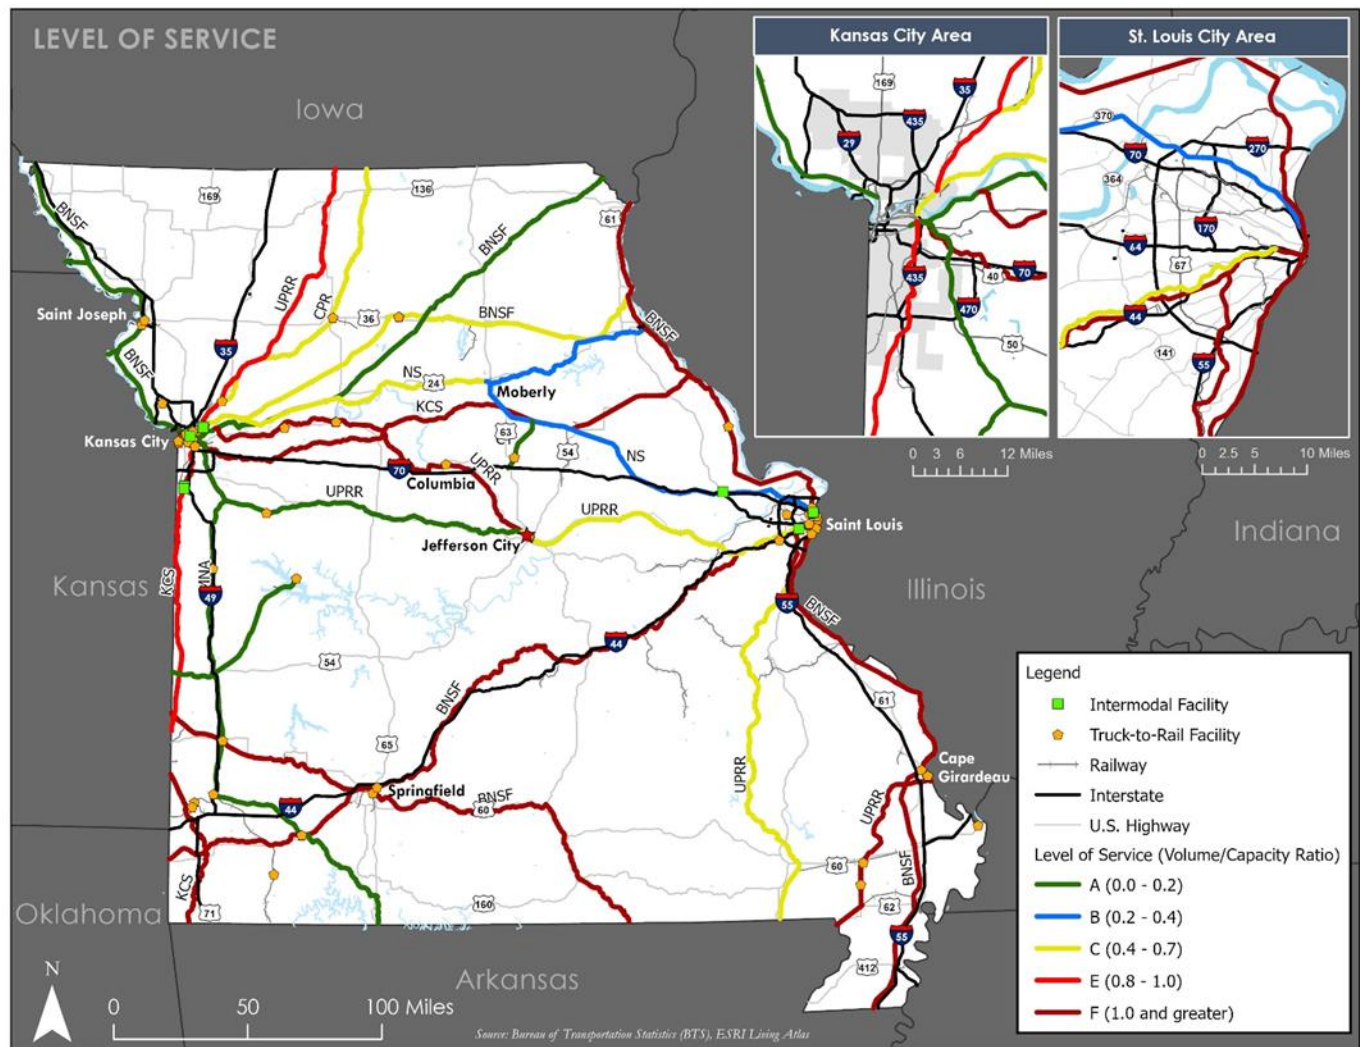 LEVEL OF SERVICE
Kansas City Area
St. Louis City Area
Iowa
169
35
435
29
435
40
70
470
50
0 3 6 12 Miles
370
70
270
364
170
64
67
44
141
55
0 2.5 5 10 Miles
169
136
61
BNSF
UPRR
CPR
BNSF
Saint Joseph
36
BNSF
BNSF
35
BNSF
NS
24
Moberly
KCS
Kansas City
63
54
NS
70
UPRR
Columbia
UPRR
UPRR
Saint Louis
Jefferson City
Indiana
Kansas
KCS
MNA
49
Illinois
55
BNSF
44
54
BNSF
61
65
UPRR
Cape
Girardeau
Springfield
BNSF
60
44
UPRR
BNSF
60
KCS
Oklahoma
71
160
62
55
412
Arkansas
Legend
Intermodal Facility
Truck-to-Rail Facility
Railway
Interstate
U.S. Highway
Level of Service (Volume/Capacity Ratio)
A (0.0 - 0.2)
B (0.2 - 0.4)
C (0.4 - 0.7)
E (0.8 - 1.0)
F (1.0 and greater)
N
0 50 100 Miles
Source: Bureau of Transportation Statistics (BTS), ESRI Living Atlas